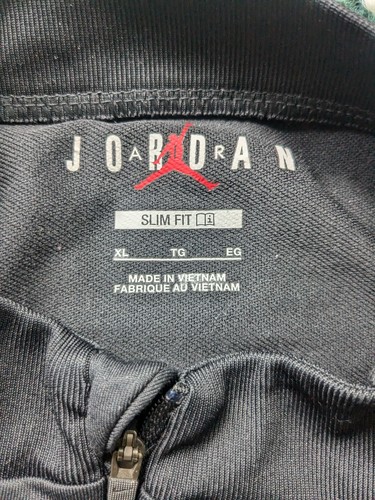 JORDAN
AIR
SLIM FIT
XL TG EG
MADE IN VIETNAM
FABRIQUE AU VIETNAM